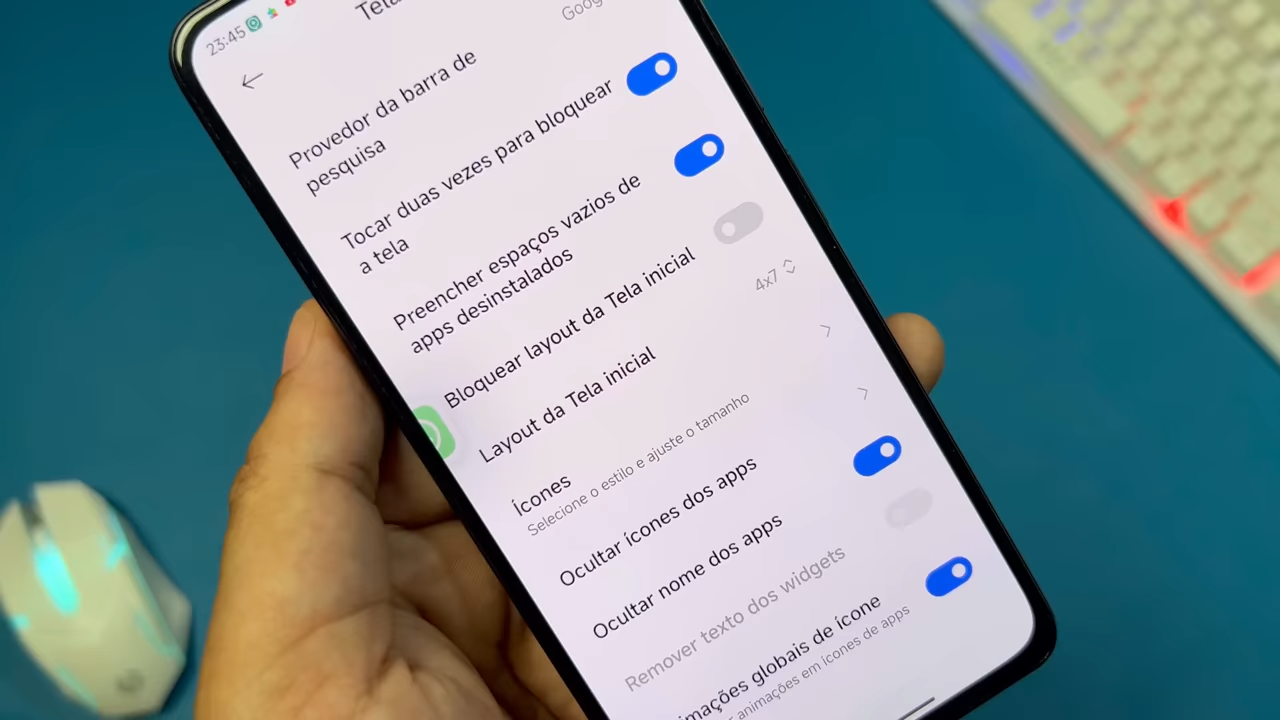 23:45
Tela
Goog
Provedor da barra de
pesquisa
Tocar duas vezes para bloquear
a tela
Preencher espaços vazios de
apps desinstalados
Bloquear layout da Tela inicial
Layout da Tela inicial
4x7
Ícones
Selecione o estilo e ajuste o tamanho
Ocultar ícones dos apps
Ocultar nome dos apps
Remover texto dos widgets
mações globais de ícone
animações em ícones de apps